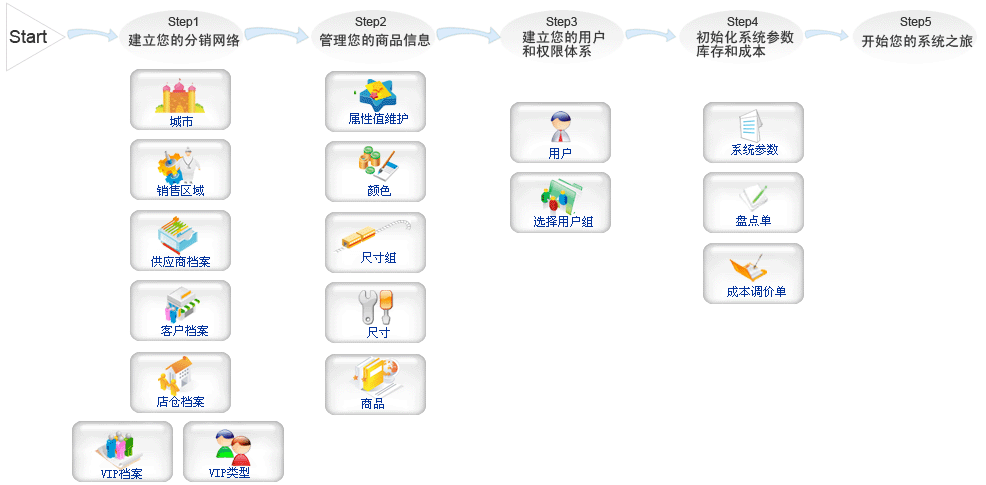 Start
Step1
建立您的分销网络
Step2
管理您的商品信息
Step3
建立您的用户
和权限体系
Step4
初始化系统参数
库存和成本
Step5
开始您的系统之旅
城市
销售区域
供应商档案
客户档案
店仓档案
VIP档案
VIP类型
属性值维护
颜色
尺寸组
尺寸
商品
用户
选择用户组
系统参数
盘点单
成本调价单